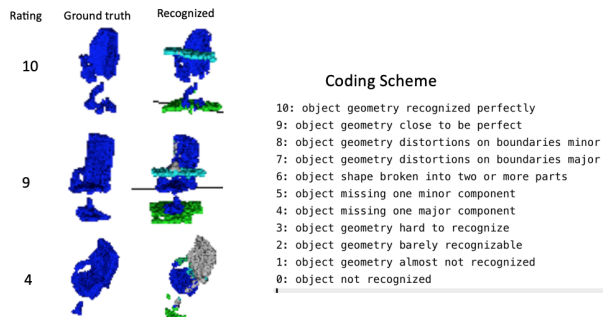 Rating Ground truth Recognized
10
9
4
Coding Scheme
10: object geometry recognized perfectly
9: object geometry close to be perfect
8: object geometry distortions on boundaries minor
7: object geometry distortions on boundaries major
6: object shape broken into two or more parts
5: object missing one minor component
4: object missing one major component
3: object geometry hard to recognize
2: object geometry barely recognizable
1: object geometry almost not recognized
0: object not recognized